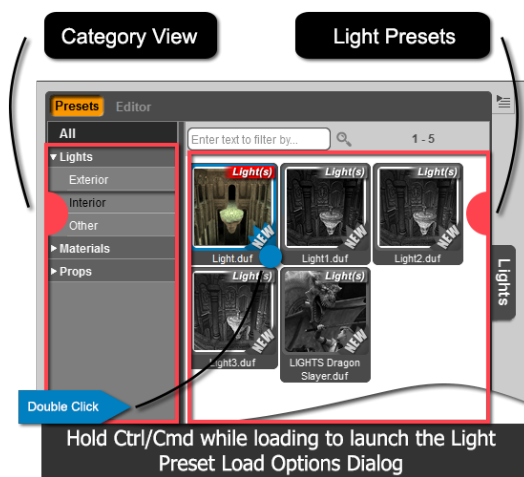 Category View
Light Presets
Presets
Editor
All
Enter text to filter by...
1 - 5
Lights
Exterior
Interior
Other
Materials
Props
Light(s)
NEW
Light.duf
Light(s)
NEW
Light1.duf
Light(s)
NEW
Light2.duf
Light(s)
NEW
Light3.duf
Light(s)
NEW
LIGHTS Dragon
Slayer.duf
Lights
Double Click
Hold Ctrl/Cmd while loading to launch the Light
Preset Load Options Dialog